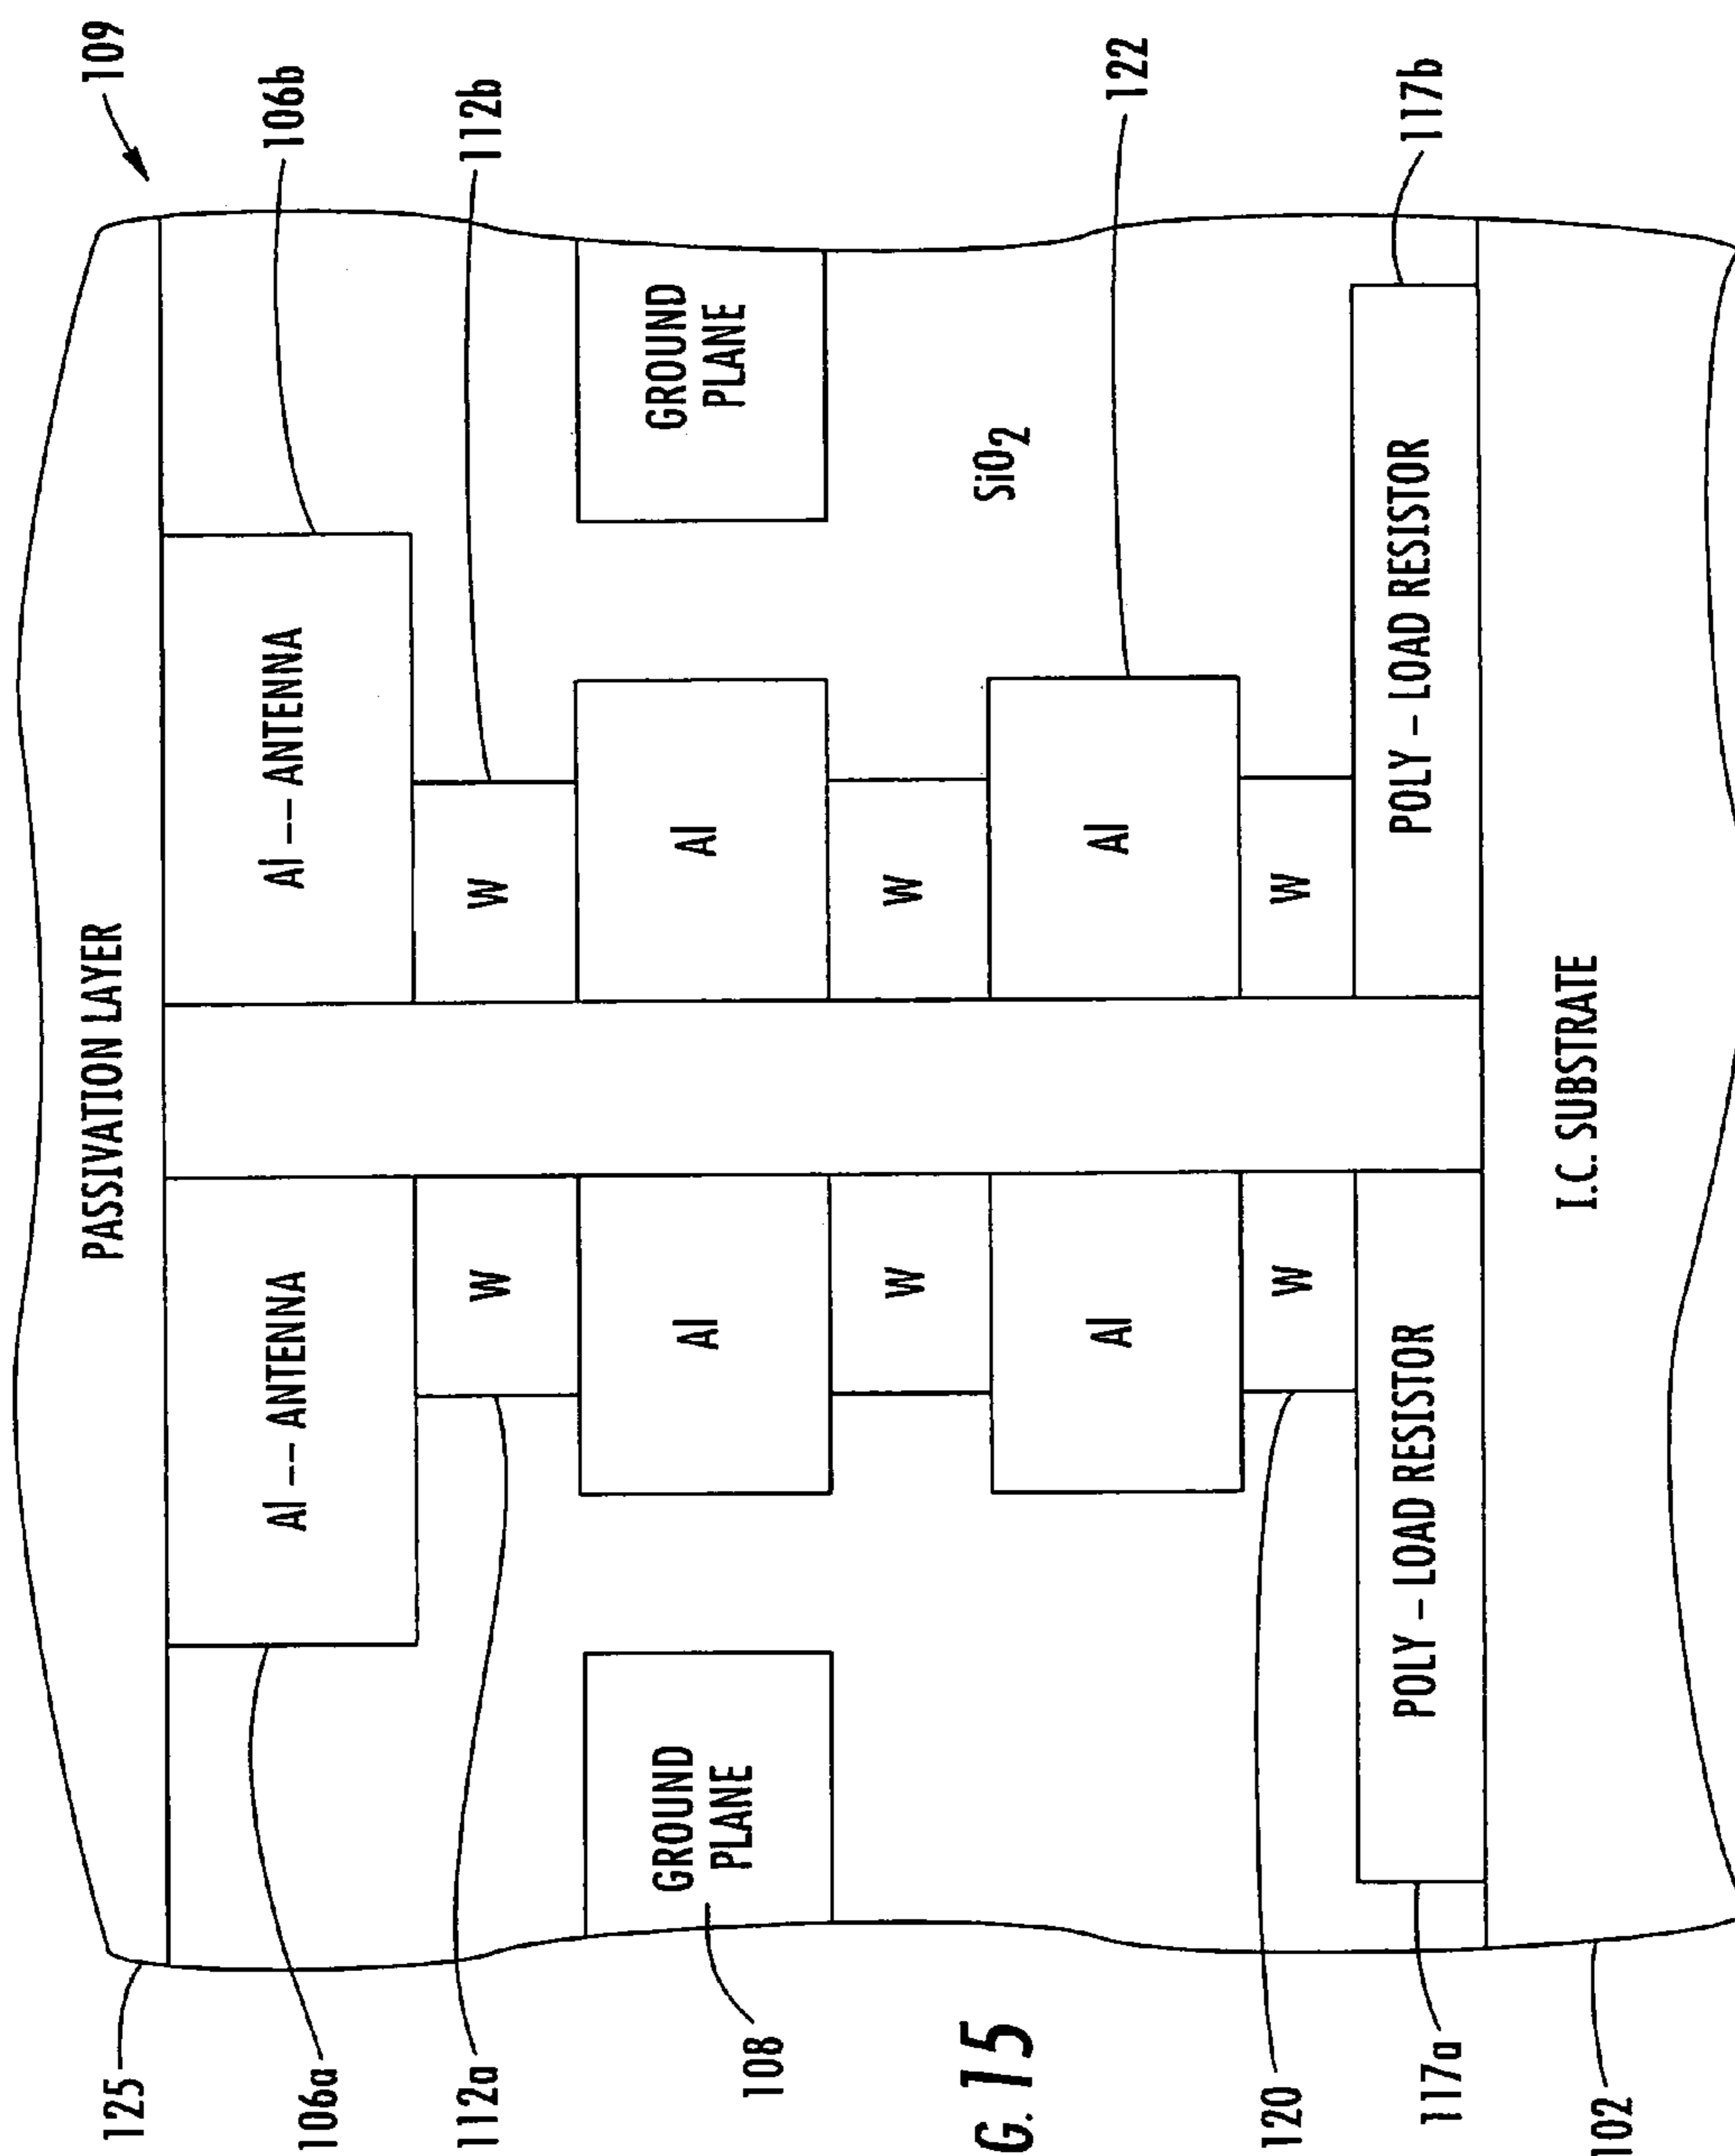 109
PASSIVATION LAYER
125
106b
Al -- ANTENNA
Al -- ANTENNA
106a
112b
W
W
112a
GROUND
PLANE
Al
Al
GROUND
PLANE
108
W
W
SiO2
G. 15
122
Al
Al
W
W
120
117b
POLY - LOAD RESISTOR
POLY - LOAD RESISTOR
117a
I.C. SUBSTRATE
102